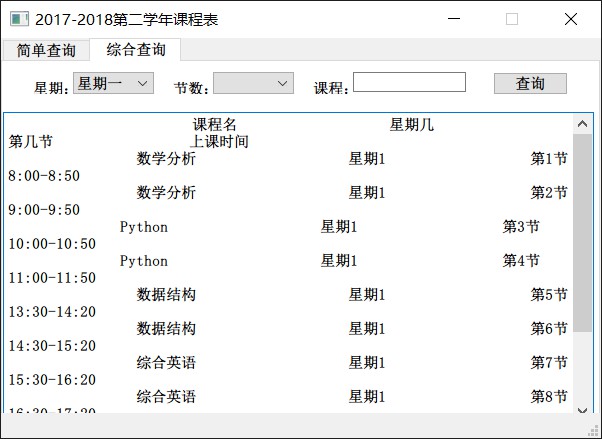 2017-2018第二学年课程表
简单查询 综合查询
星期: 星期一 节数: 课程: 查询
课程名 星期几
第几节 上课时间
数学分析 星期1 第1节
8:00-8:50
数学分析 星期1 第2节
9:00-9:50
Python 星期1 第3节
10:00-10:50
Python 星期1 第4节
11:00-11:50
数据结构 星期1 第5节
13:30-14:20
数据结构 星期1 第6节
14:30-15:20
综合英语 星期1 第7节
15:30-16:20
综合英语 星期1 第8节
16:30-17:20